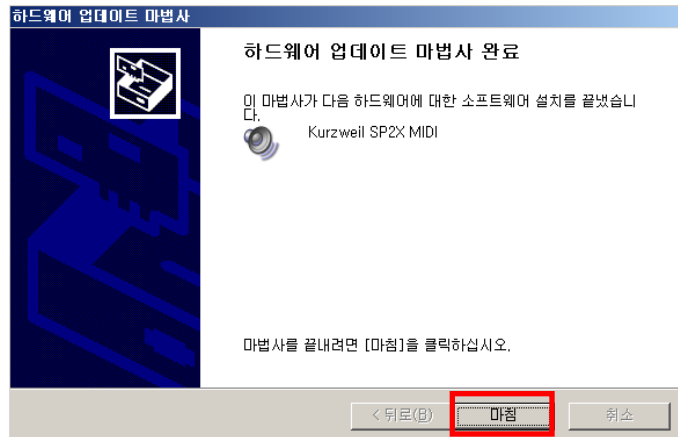 하드웨어 업데이트 마법사
하드웨어 업데이트 마법사 완료
이 마법사가 다음 하드웨어에 대한 소프트웨어 설치를 끝냈습니
다.
Kurzweil SP2X MIDI
마법사를 끝내려면 [마침]을 클릭하십시오.
< 뒤로(B)
마침
취소